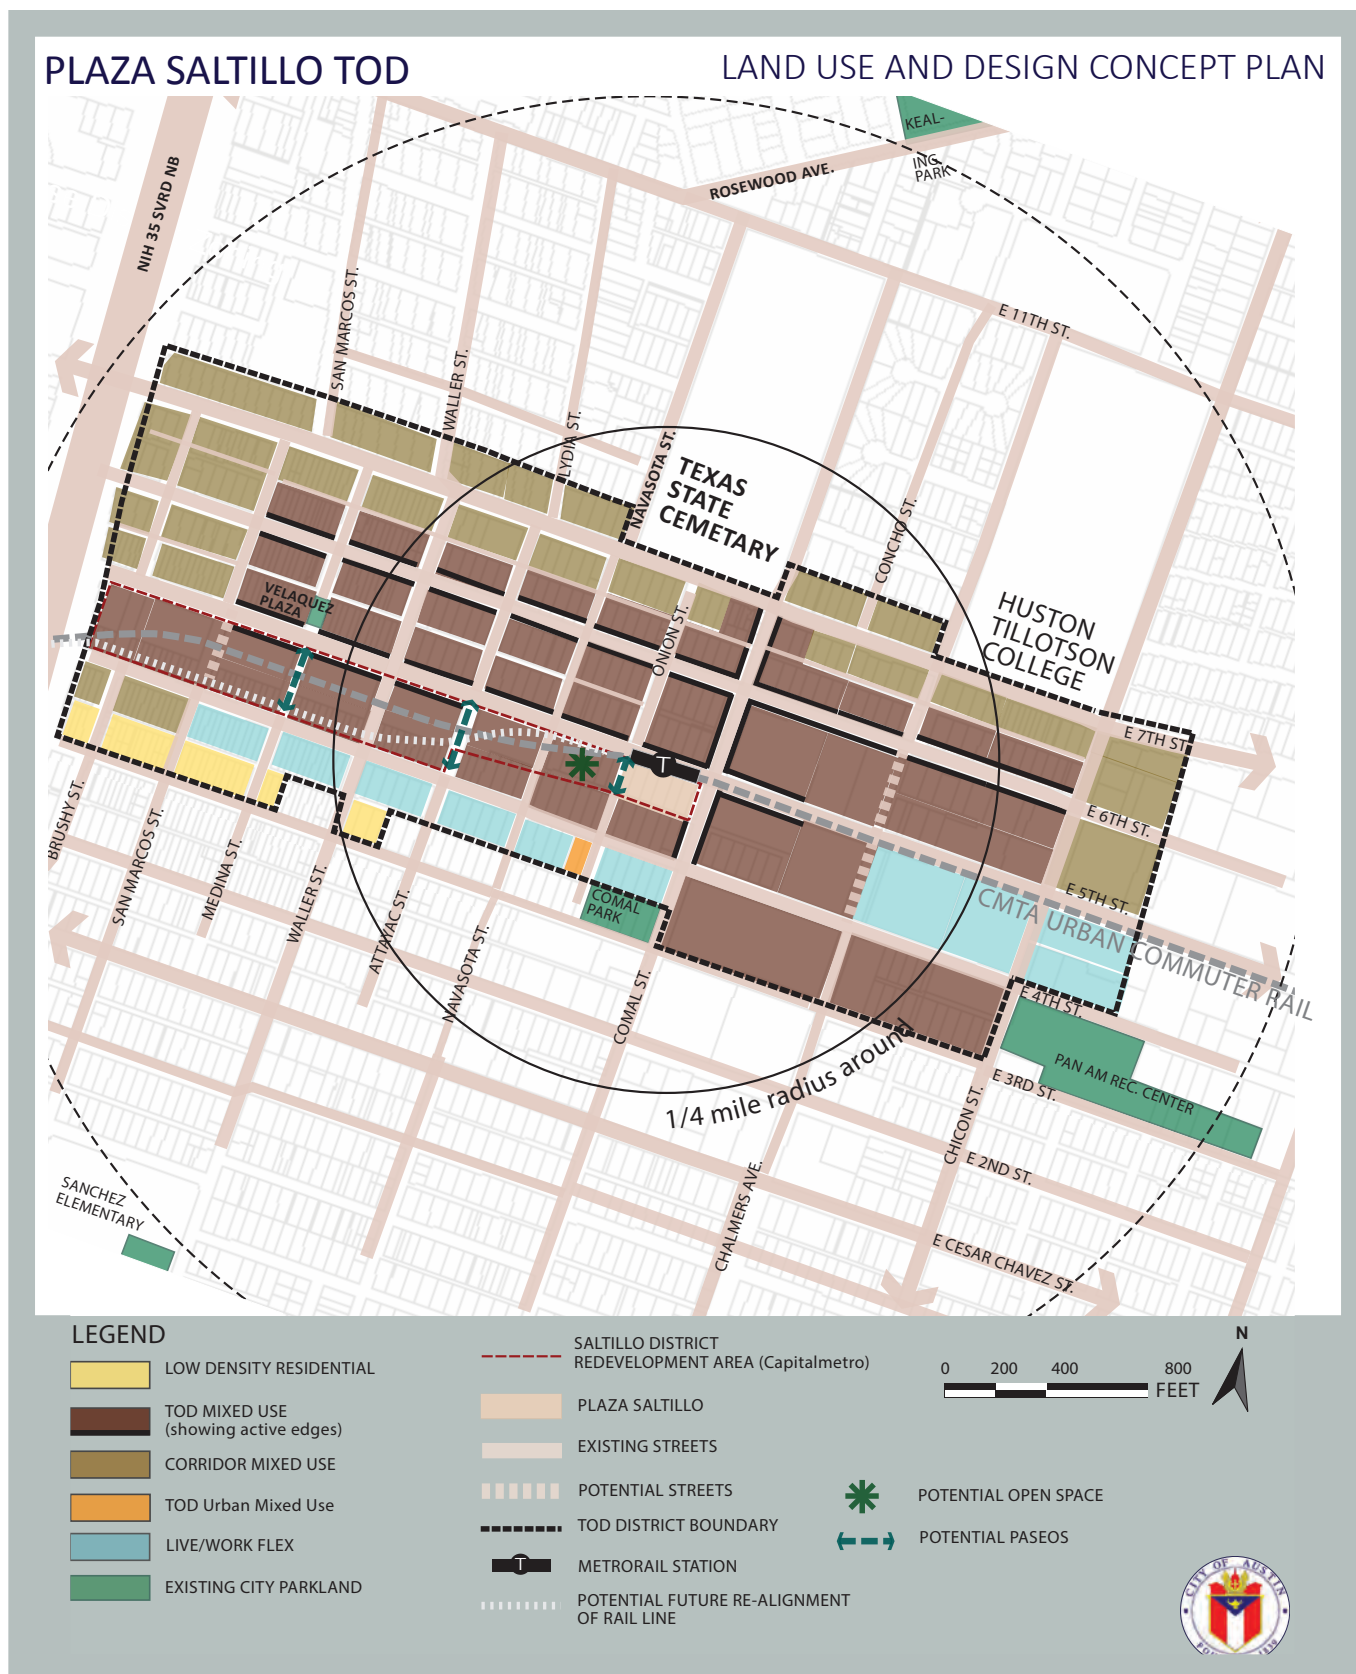 PLAZA SALTILLO TOD
LAND USE AND DESIGN CONCEPT PLAN
KEAL-
ING
PARK
ROSEWOOD AVE.
NIH 35 SVRD NB
SAN MARCOS ST.
WALLER ST.
LYDIA ST.
NAVASOTA ST.
E 11TH ST.
TEXAS
STATE
CEMETARY
CONCHO ST.
HUSTON
TILLOTSON
COLLEGE
VELAQUEZ
PLAZA
ONION ST.
E 7TH ST.
E 6TH ST.
E 5TH ST.
T
CMTA URBAN COMMUTER RAIL
BRUSHY ST.
SAN MARCOS ST.
MEDINA ST.
WALLER ST.
ATTAYAC ST.
NAVASOTA ST.
COMAL
PARK
COMAL ST.
E 4TH ST.
PAN AM REC. CENTER
E 3RD ST.
1/4 mile radius around
CHICON ST.
E 2ND ST.
CHALMERS AVE.
E CESAR CHAVEZ ST.
SANCHEZ
ELEMENTARY
LEGEND
LOW DENSITY RESIDENTIAL
TOD MIXED USE
(showing active edges)
CORRIDOR MIXED USE
TOD Urban Mixed Use
LIVE/WORK FLEX
EXISTING CITY PARKLAND
SALTILLO DISTRICT
REDEVELOPMENT AREA (Capitalmetro)
PLAZA SALTILLO
EXISTING STREETS
POTENTIAL STREETS
TOD DISTRICT BOUNDARY
T
METRORAIL STATION
POTENTIAL FUTURE RE-ALIGNMENT
OF RAIL LINE
POTENTIAL OPEN SPACE
POTENTIAL PASEOS
0 200 400 800
FEET
N
CITY OF AUSTIN